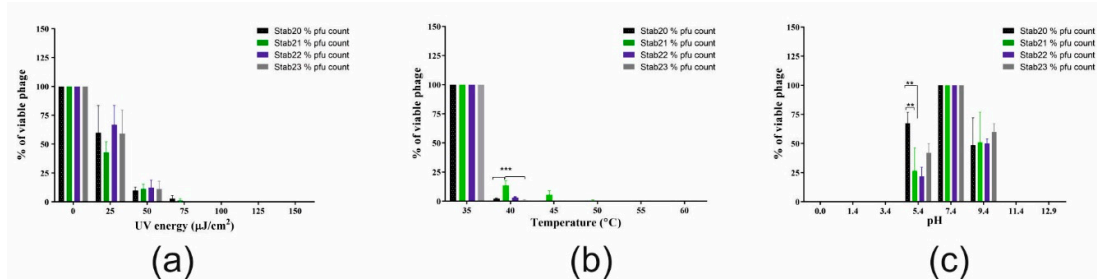 150
125
100
75
50
25
0
% of viable phage
Stab20 % pfu count
Stab21 % pfu count
Stab22 % pfu count
Stab23 % pfu count
0 25 50 75 100 125 150
UV energy (μJ/cm²)
(a)
150
125
100
75
50
25
0
% of viable phage
Stab20 % pfu count
Stab21 % pfu count
Stab22 % pfu count
Stab23 % pfu count
***
35 40 45 50 55 60
Temperature (°C)
(b)
150
125
100
75
50
25
0
% of viable phage
Stab20 % pfu count
Stab21 % pfu count
Stab22 % pfu count
Stab23 % pfu count
**
**
0.0 1.4 3.4 5.4 7.4 9.4 11.4 12.9
pH
(c)